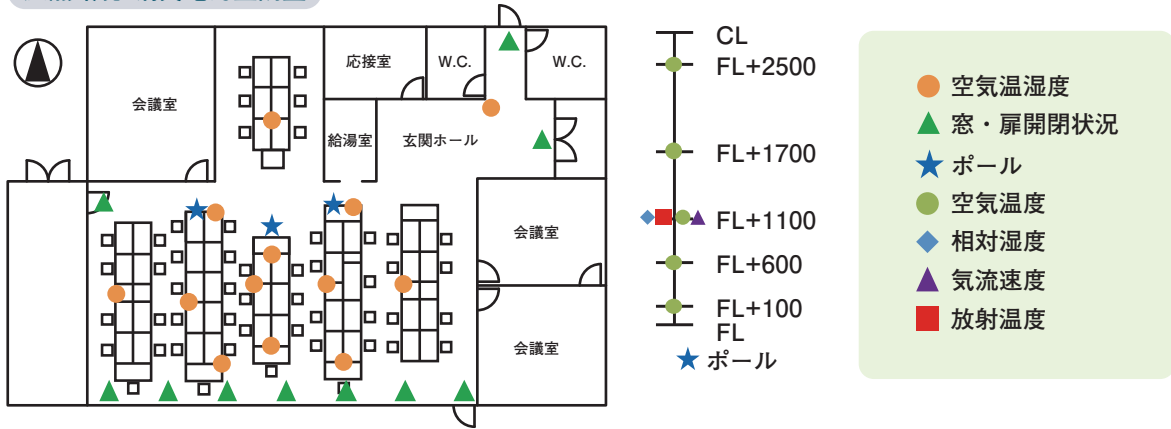 会議室
応接室
W.C.
W.C.
給湯室
玄関ホール
会議室
会議室
CL
FL+2500
FL+1700
FL+1100
FL+600
FL+100
FL
ポール
空気温湿度
窓・扉開閉状況
ポール
空気温度
相対湿度
気流速度
放射温度